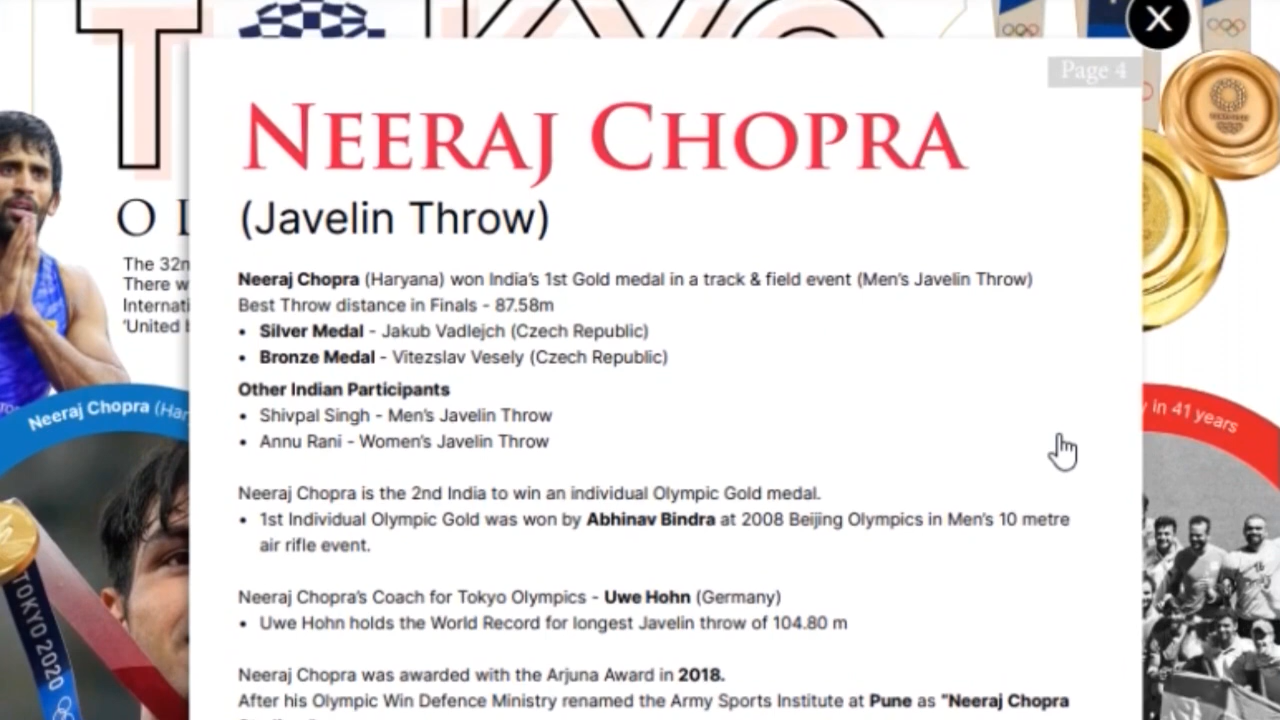 TOKYO
X
Page 4
NEERAJ CHOPRA
(Javelin Throw)
The 32n
There w
Internati
'United b
Neeraj Chopra (Haryana) won India's 1st Gold medal in a track & field event (Men's Javelin Throw)
Best Throw distance in Finals - 87.58m
• Silver Medal - Jakub Vadlejch (Czech Republic)
• Bronze Medal - Vitezslav Vesely (Czech Republic)
Other Indian Participants
• Shivpal Singh - Men's Javelin Throw
• Annu Rani - Women's Javelin Throw
Neeraj Chopra (Har
y in 41 years
Neeraj Chopra is the 2nd India to win an individual Olympic Gold medal.
• 1st Individual Olympic Gold was won by Abhinav Bindra at 2008 Beijing Olympics in Men's 10 metre
air rifle event.
Neeraj Chopra's Coach for Tokyo Olympics - Uwe Hohn (Germany)
• Uwe Hohn holds the World Record for longest Javelin throw of 104.80 m
TOKYO 2020
Neeraj Chopra was awarded with the Arjuna Award in 2018.
After his Olympic Win Defence Ministry renamed the Army Sports Institute at Pune as "Neeraj Chopra